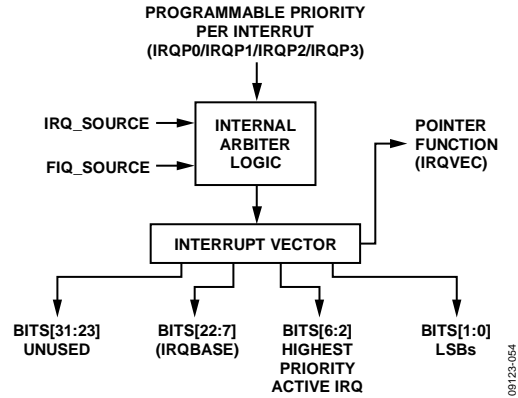 PROGRAMMABLE PRIORITY
PER INTERRUT
(IRQP0/IRQP1/IRQP2/IRQP3)
IRQ_SOURCE
FIQ_SOURCE
INTERNAL
ARBITER
LOGIC
POINTER
FUNCTION
(IRQVEC)
INTERRUPT VECTOR
BITS[31:23]
UNUSED
BITS[22:7]
(IRQBASE)
BITS[6:2]
HIGHEST
PRIORITY
ACTIVE IRQ
BITS[1:0]
LSBs
09123-054